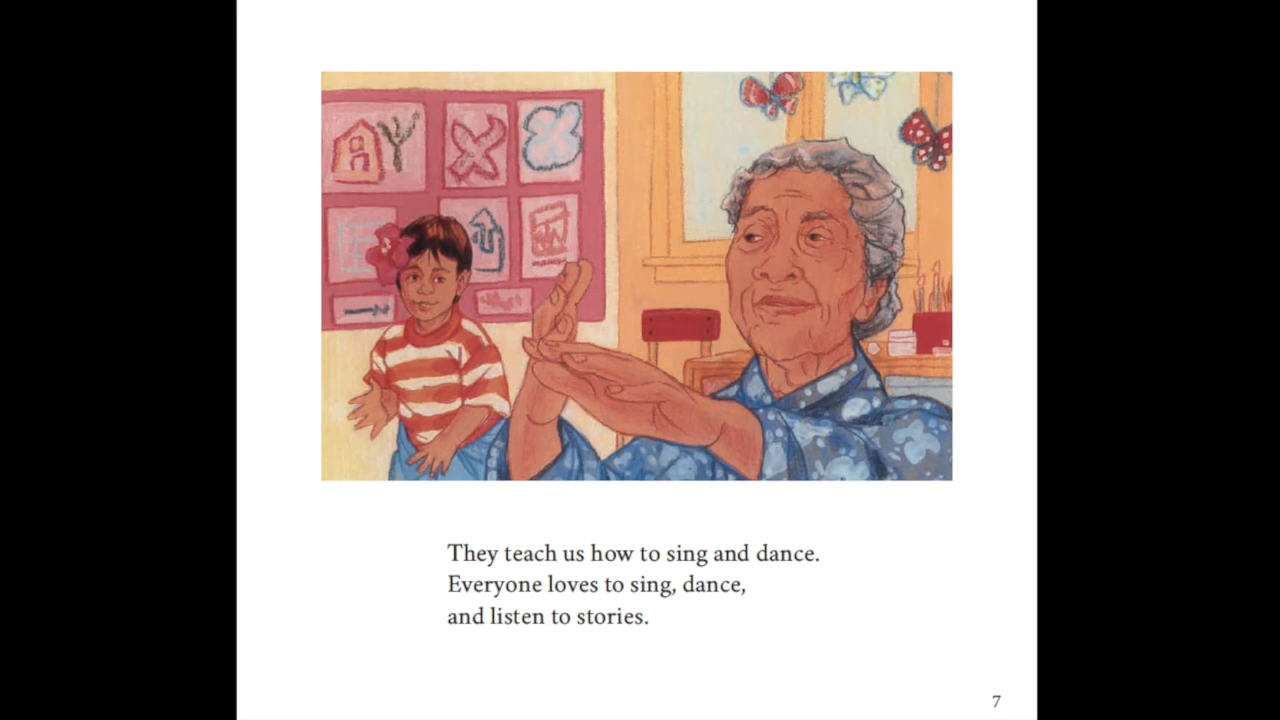 They teach us how to sing and dance.
Everyone loves to sing, dance,
and listen to stories.
7